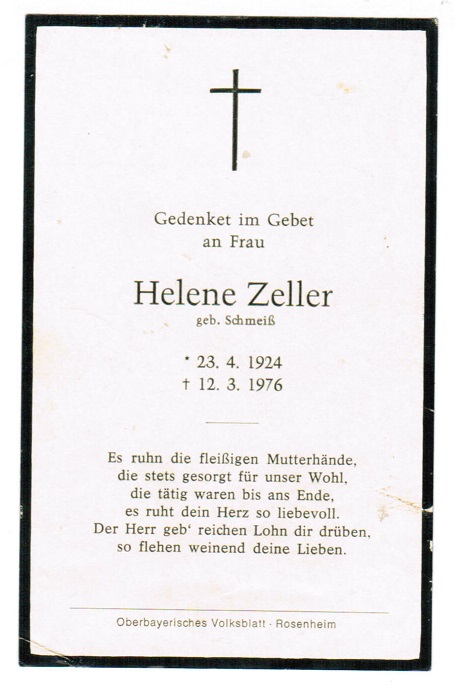 Gedenket im Gebet
an Frau
Helene Zeller
geb. Schmeiß
* 23. 4. 1924
† 12. 3. 1976
Es ruhn die fleißigen Mutterhände,
die stets gesorgt für unser Wohl,
die tätig waren bis ans Ende,
es ruht dein Herz so liebevoll.
Der Herr geb' reichen Lohn dir drüben,
so flehen weinend deine Lieben.
Oberbayerisches Volksblatt · Rosenheim